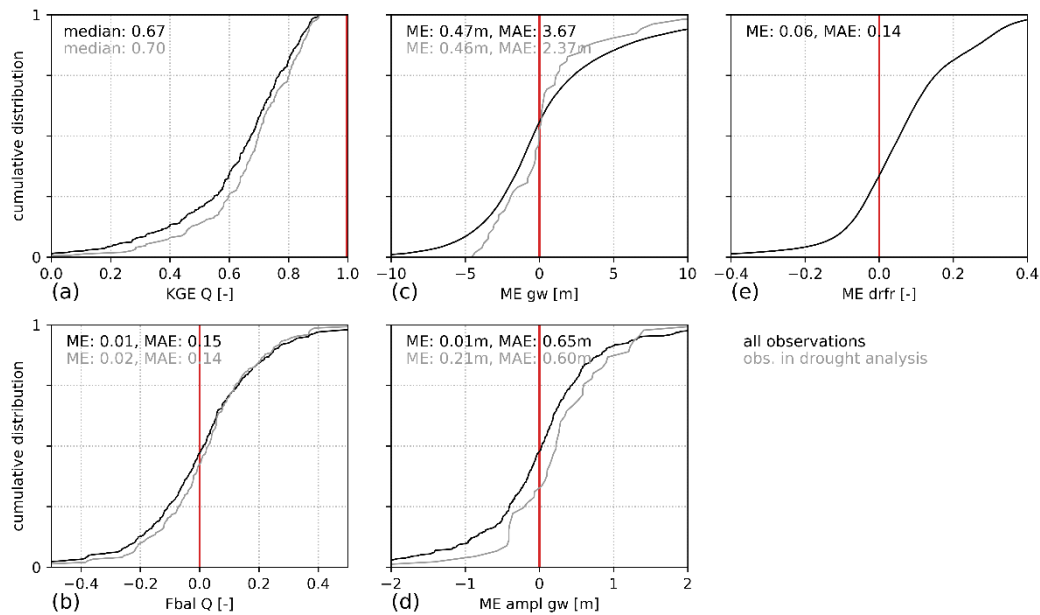 cumulative distribution
1
0
median: 0.67
median: 0.70
0.0 0.2 0.4 0.6 0.8 1.0
(a) KGE Q [-]
ME: 0.47m, MAE: 3.67
ME: 0.46m, MAE: 2.37m
−10 −5 0 5 10
(c) ME gw [m]
ME: 0.06, MAE: 0.14
−0.4 −0.2 0.0 0.2 0.4
(e) ME drfr [-]
cumulative distribution
1
0
ME: 0.01, MAE: 0.15
ME: 0.02, MAE: 0.14
−0.4 −0.2 0.0 0.2 0.4
(b) Fbal Q [-]
ME: 0.01m, MAE: 0.65m
ME: 0.21m, MAE: 0.60m
−2 −1 0 1 2
(d) ME ampl gw [m]
all observations
obs. in drought analysis